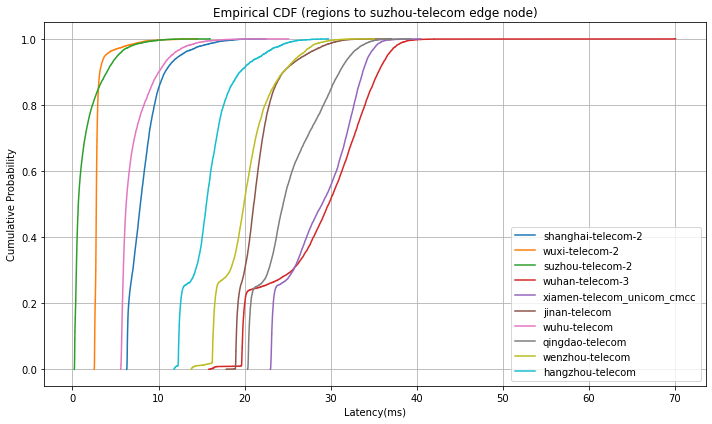 Empirical CDF (regions to suzhou-telecom edge node)
Cumulative Probability
1.0
0.8
0.6
0.4
0.2
0.0
0
10
20
30
40
50
60
70
Latency(ms)
shanghai-telecom-2
wuxi-telecom-2
suzhou-telecom-2
wuhan-telecom-3
xiamen-telecom_unicom_cmcc
jinan-telecom
wuhu-telecom
qingdao-telecom
wenzhou-telecom
hangzhou-telecom